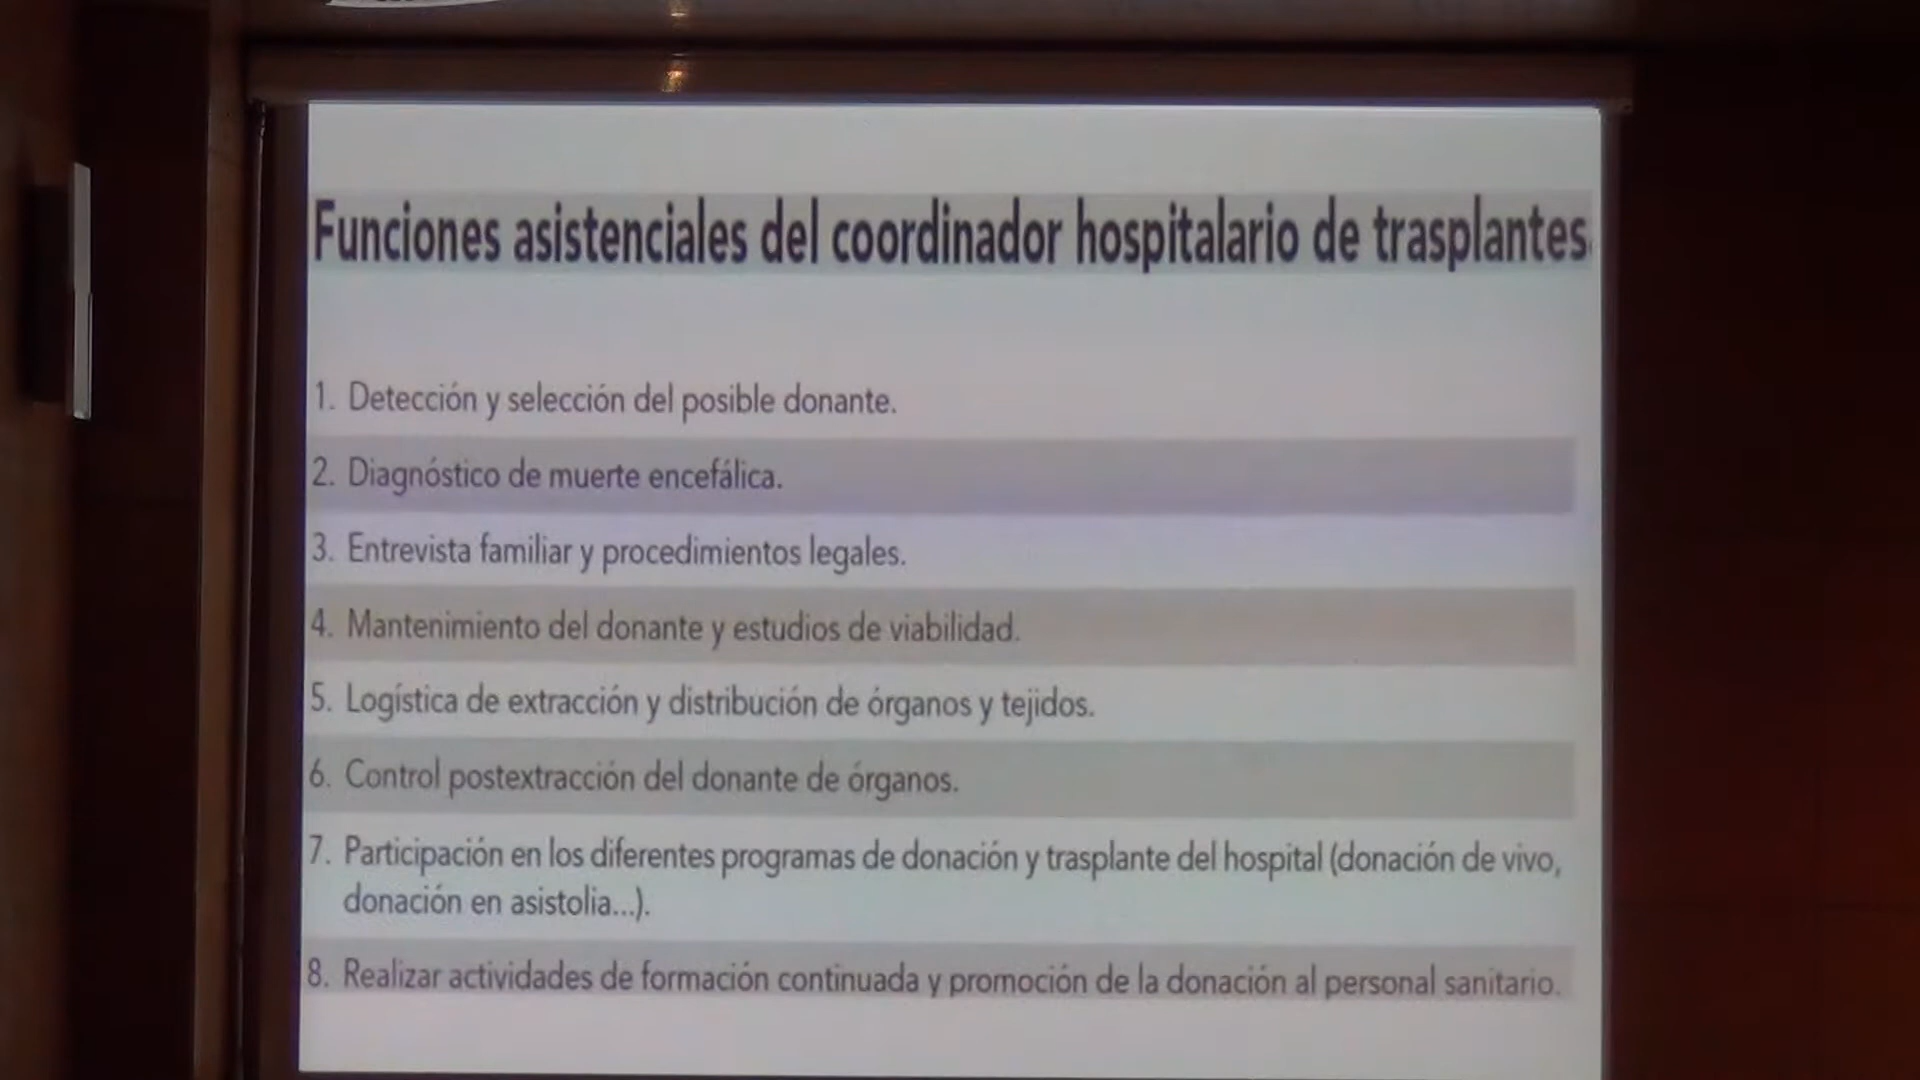 Funciones asistenciales del coordinador hospitalario de trasplantes
1. Detección y selección del posible donante.
2. Diagnóstico de muerte encefálica.
3. Entrevista familiar y procedimientos legales.
4. Mantenimiento del donante y estudios de viabilidad.
5. Logística de extracción y distribución de órganos y tejidos.
6. Control postextracción del donante de órganos.
7. Participación en los diferentes programas de donación y trasplante del hospital (donación de vivo,
donación en asistolia...).
8. Realizar actividades de formación continuada y promoción de la donación al personal sanitario.